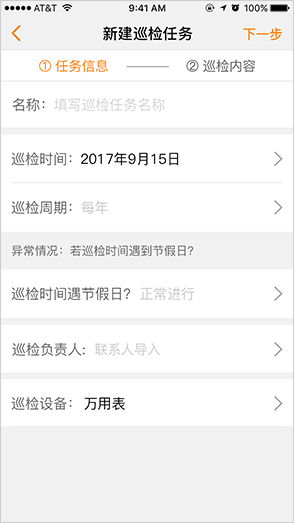 AT&T 9:41 AM 100%
新建巡检任务 下一步
① 任务信息 ② 巡检内容
名称：填写巡检任务名称
巡检时间：2017年9月15日
巡检周期：每年
异常情况：若巡检时间遇到节假日?
巡检时间遇节假日? 正常进行
巡检负责人：联系人导入
巡检设备：万用表